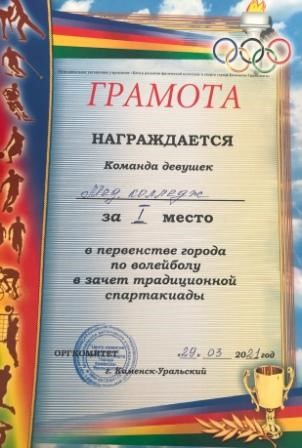 ГРАМОТА
НАГРАЖДАЕТСЯ
Команда девушек
Мед. колледж
за I место
в первенстве города
по волейболу
в зачет традиционной
спартакиады
ОРГКОМИТЕТ 29. 03 2021 год
г. Каменск-Уральский